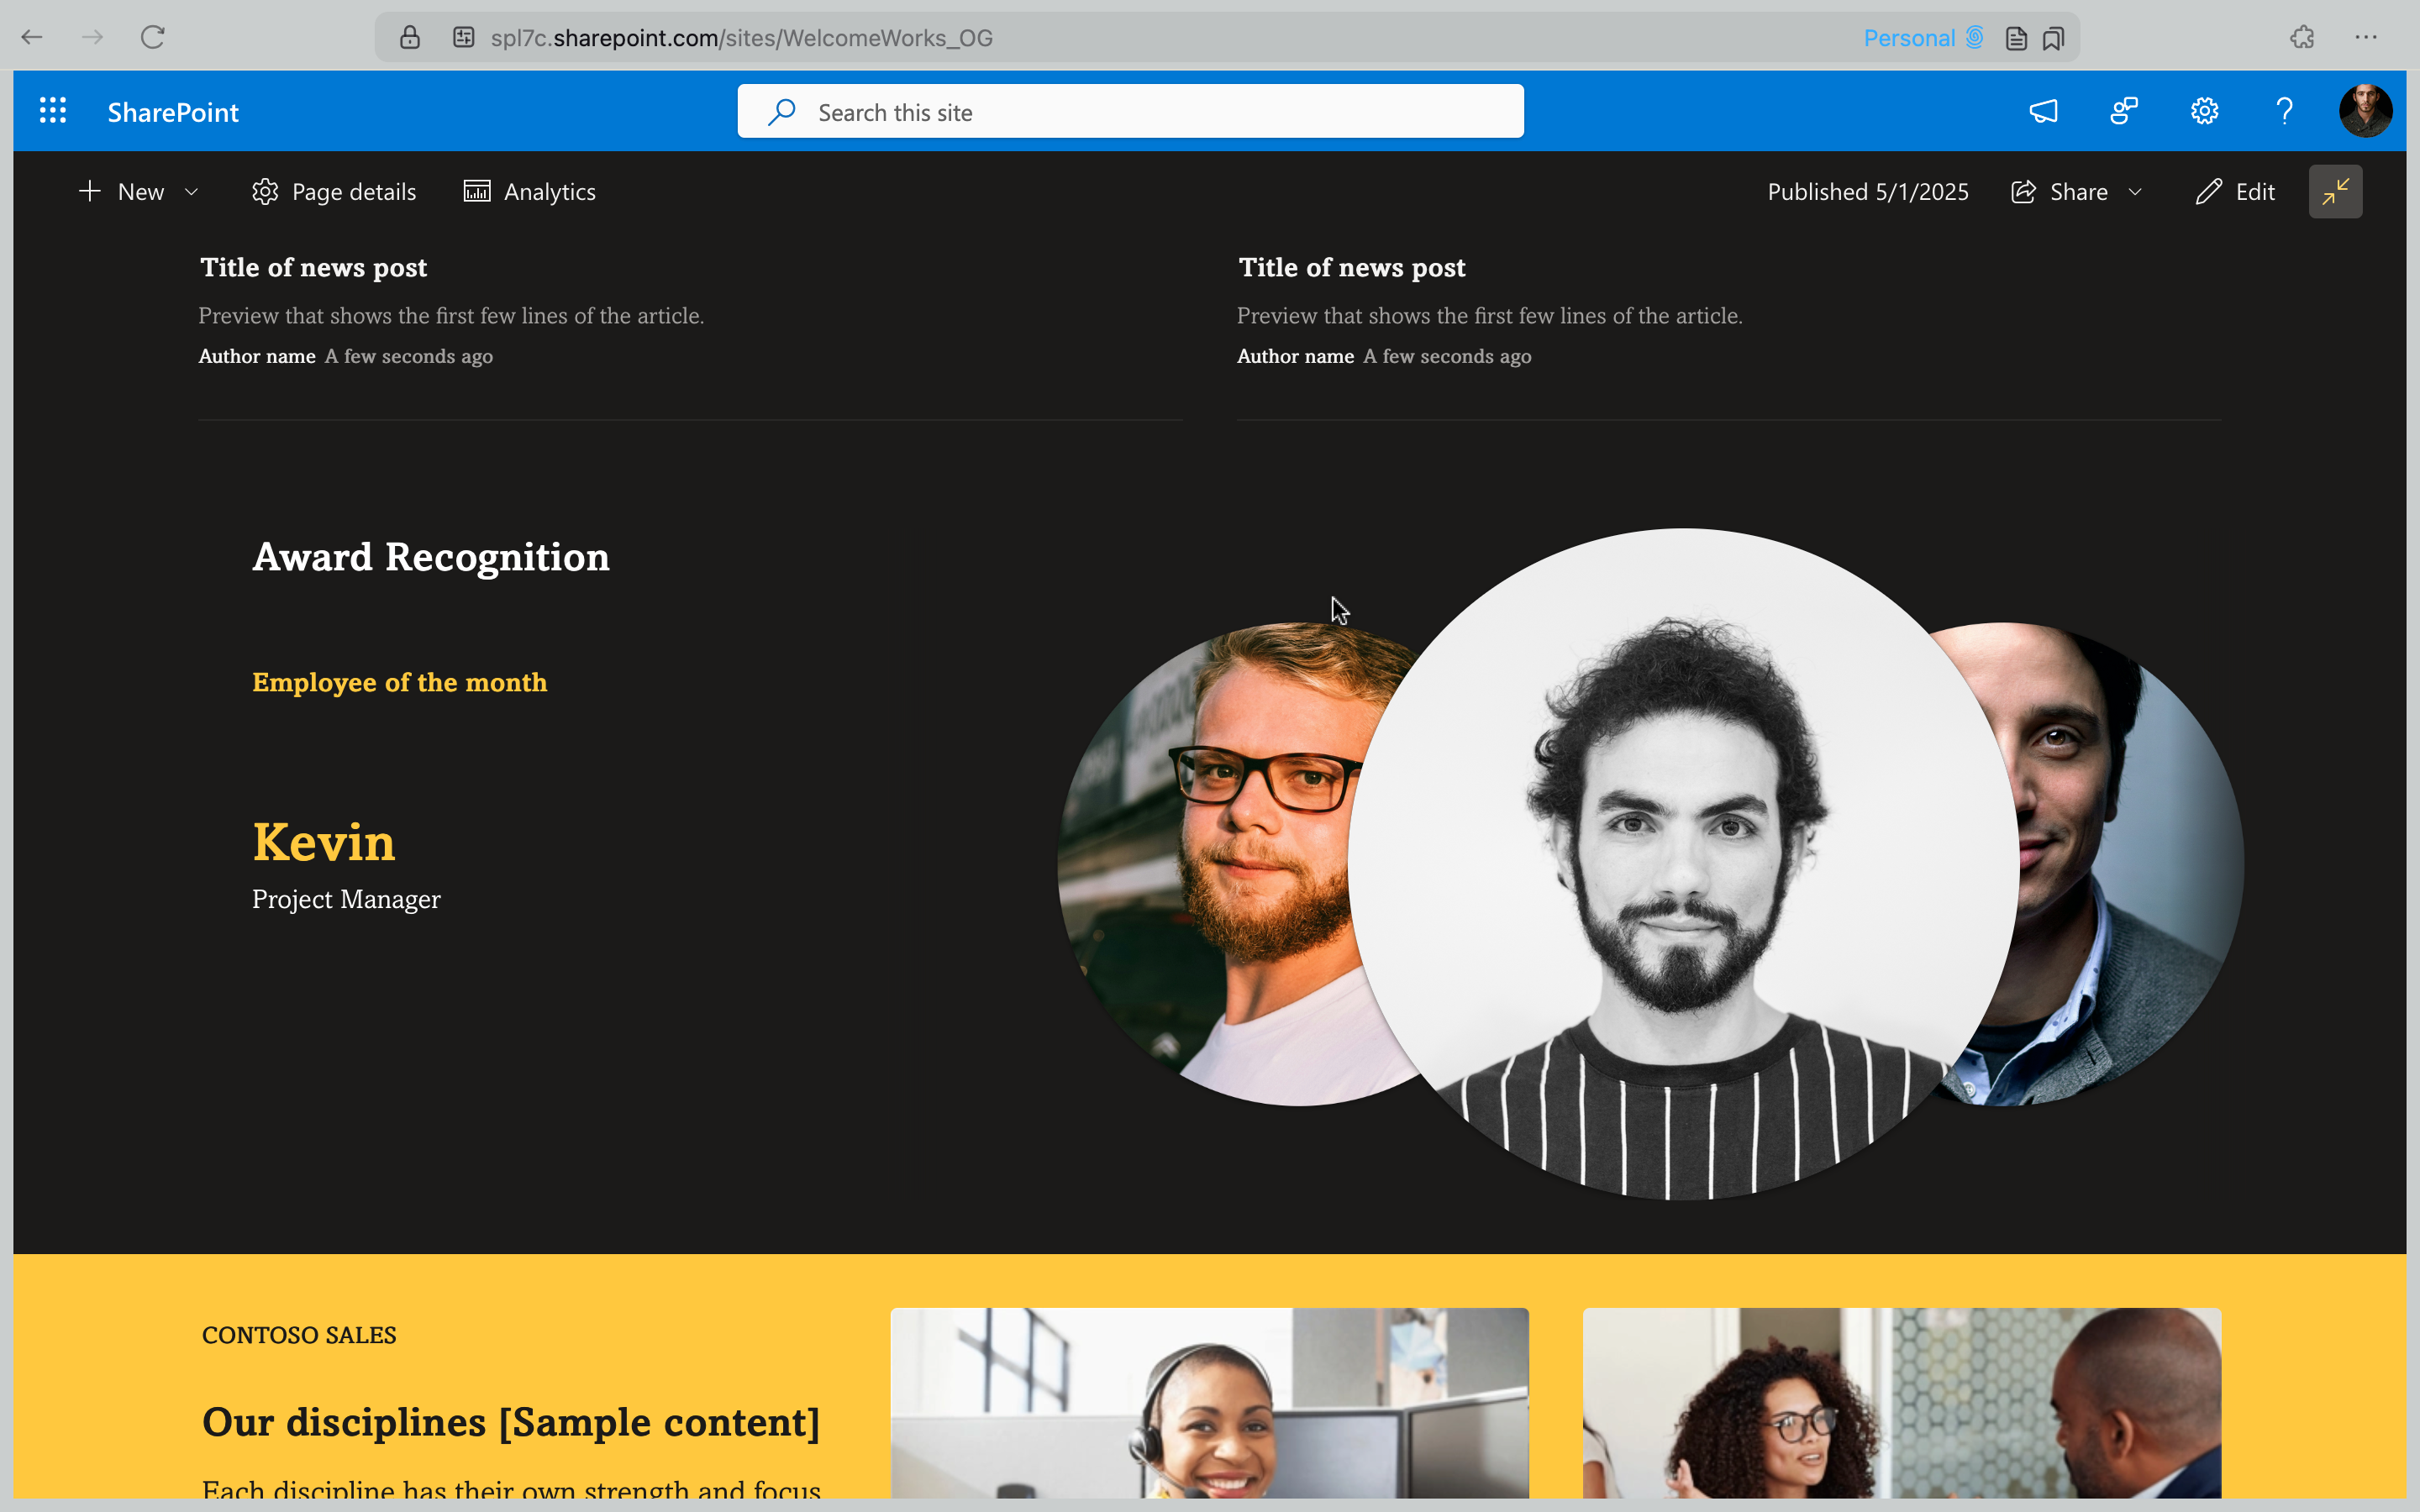 spl7c.sharepoint.com/sites/WelcomeWorks_OG
Personal
SharePoint
Search this site
New
Page details
Analytics
Published 5/1/2025
Share
Edit
Title of news post
Preview that shows the first few lines of the article.
Author name A few seconds ago
Title of news post
Preview that shows the first few lines of the article.
Author name A few seconds ago
Award Recognition
Employee of the month
Kevin
Project Manager
CONTOSO SALES
Our disciplines [Sample content]
Each discipline has their own strength and focus